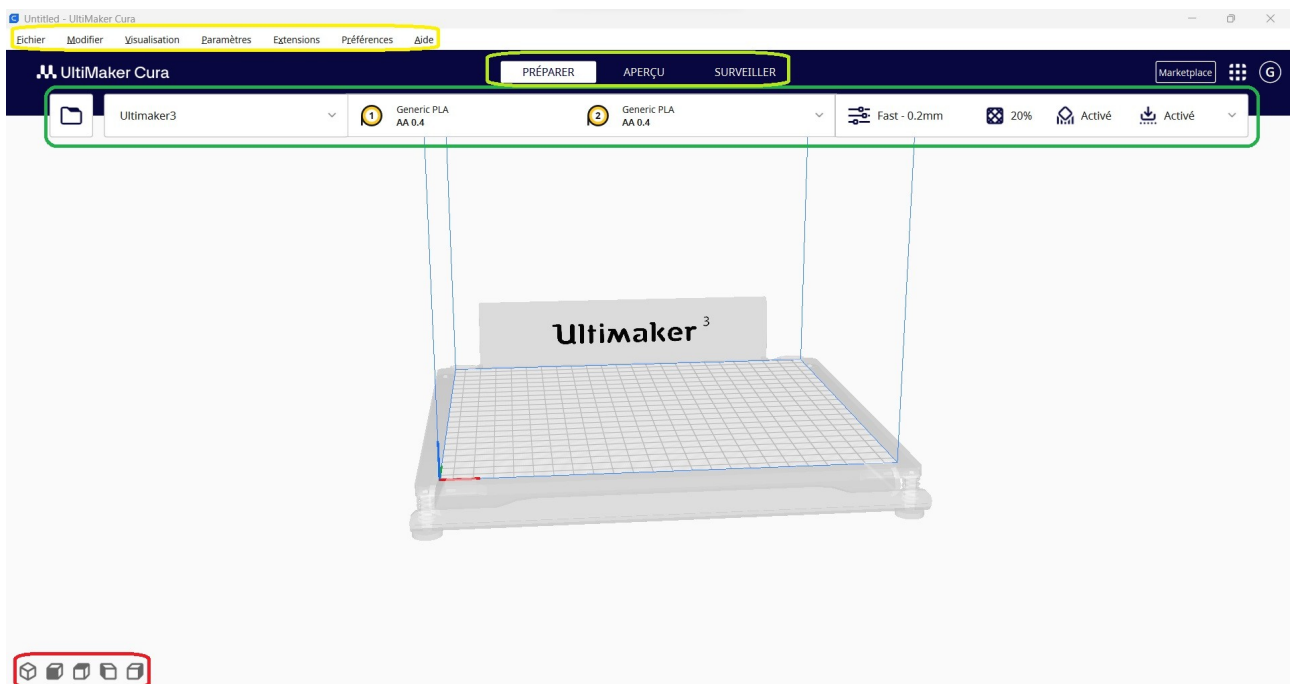 Untitled - UltiMaker Cura
Fichier Modifier Visualisation Paramètres Extensions Préférences Aide
UltiMaker Cura PRÉPARER APERÇU SURVEILLER Marketplace G
Ultimaker3 1 Generic PLA AA 0.4 2 Generic PLA AA 0.4 Fast - 0.2mm 20% Activé Activé
Ultimaker 3